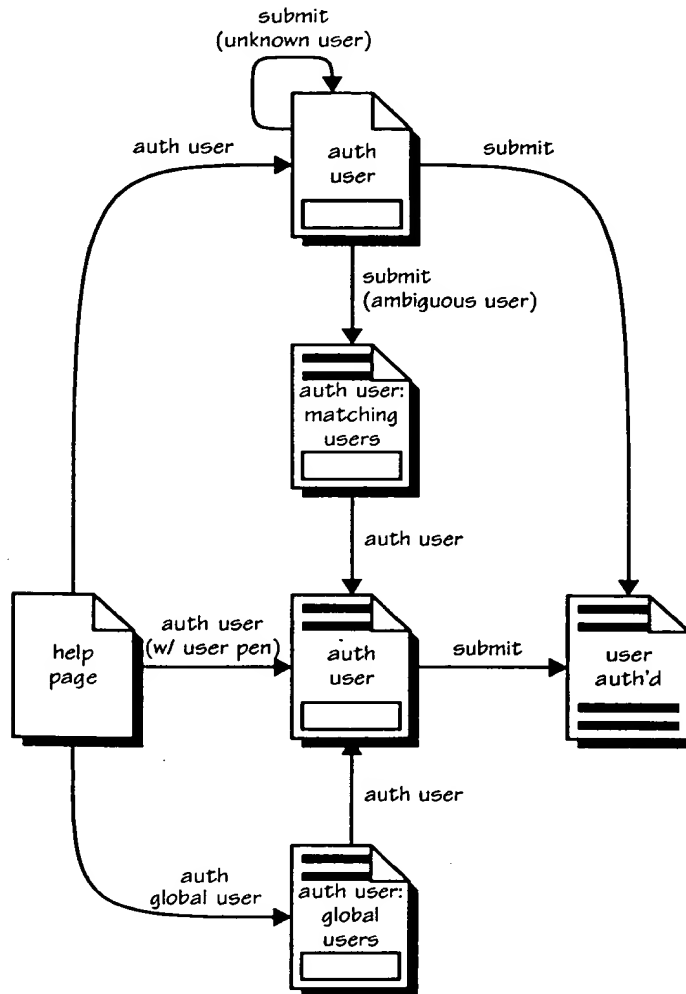 submit
(unknown user)
auth user
auth
user
submit
submit
(ambiguous user)
auth user:
matching
users
auth user
help
page
auth user
(w/ user pen)
auth
user
submit
user
auth'd
auth user
auth
global user
auth user:
global
users